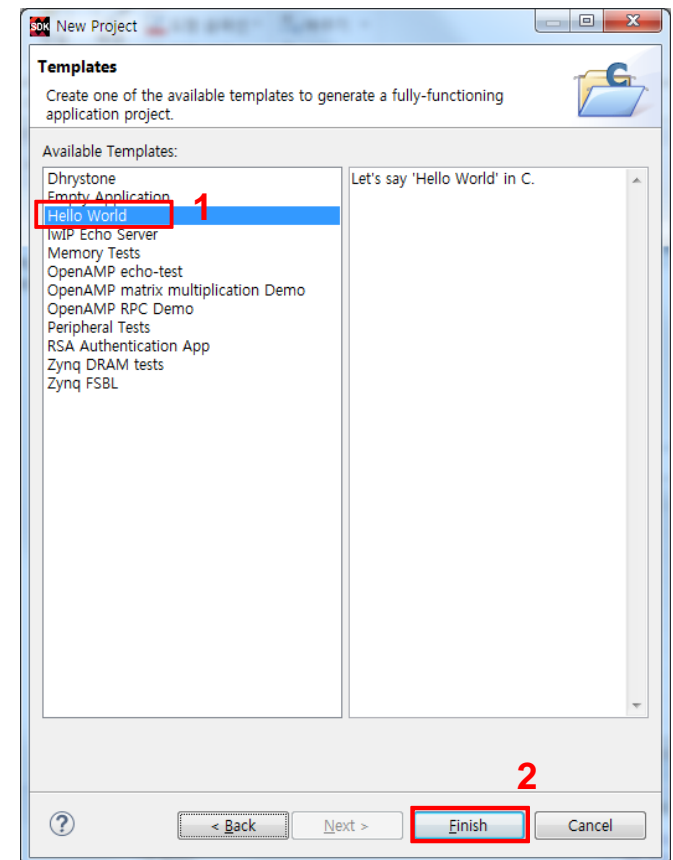 SDK New Project
Templates
Create one of the available templates to generate a fully-functioning
application project.
Available Templates:
Dhrystone
Empty Application
Hello World
1
lwIP Echo Server
Memory Tests
OpenAMP echo-test
OpenAMP matrix multiplication Demo
OpenAMP RPC Demo
Peripheral Tests
RSA Authentication App
Zynq DRAM tests
Zynq FSBL
Let's say 'Hello World' in C.
2
?
< Back
Next >
Finish
Cancel